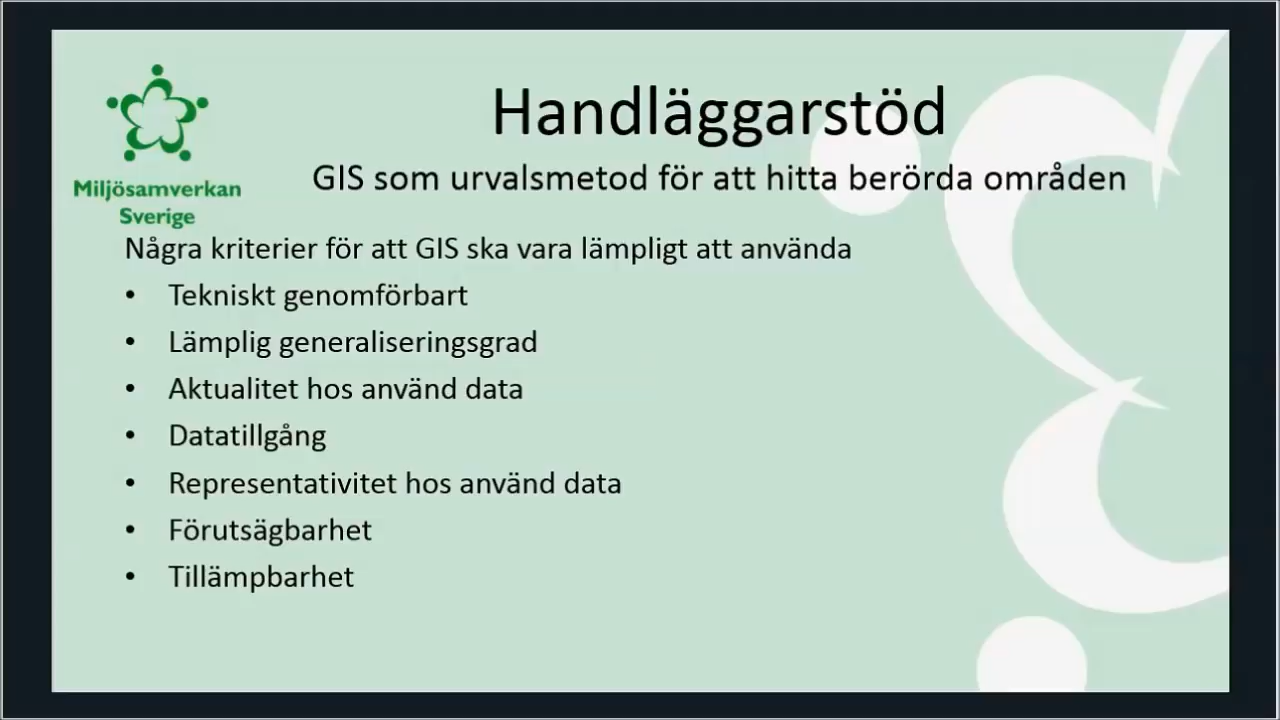 Handläggarstöd
GIS som urvalsmetod för att hitta berörda områden
Miljösamverkan
Sverige
Några kriterier för att GIS ska vara lämpligt att använda
• Tekniskt genomförbart
• Lämplig generaliseringsgrad
• Aktualitet hos använd data
• Datatillgång
• Representativitet hos använd data
• Förutsägbarhet
• Tillämpbarhet